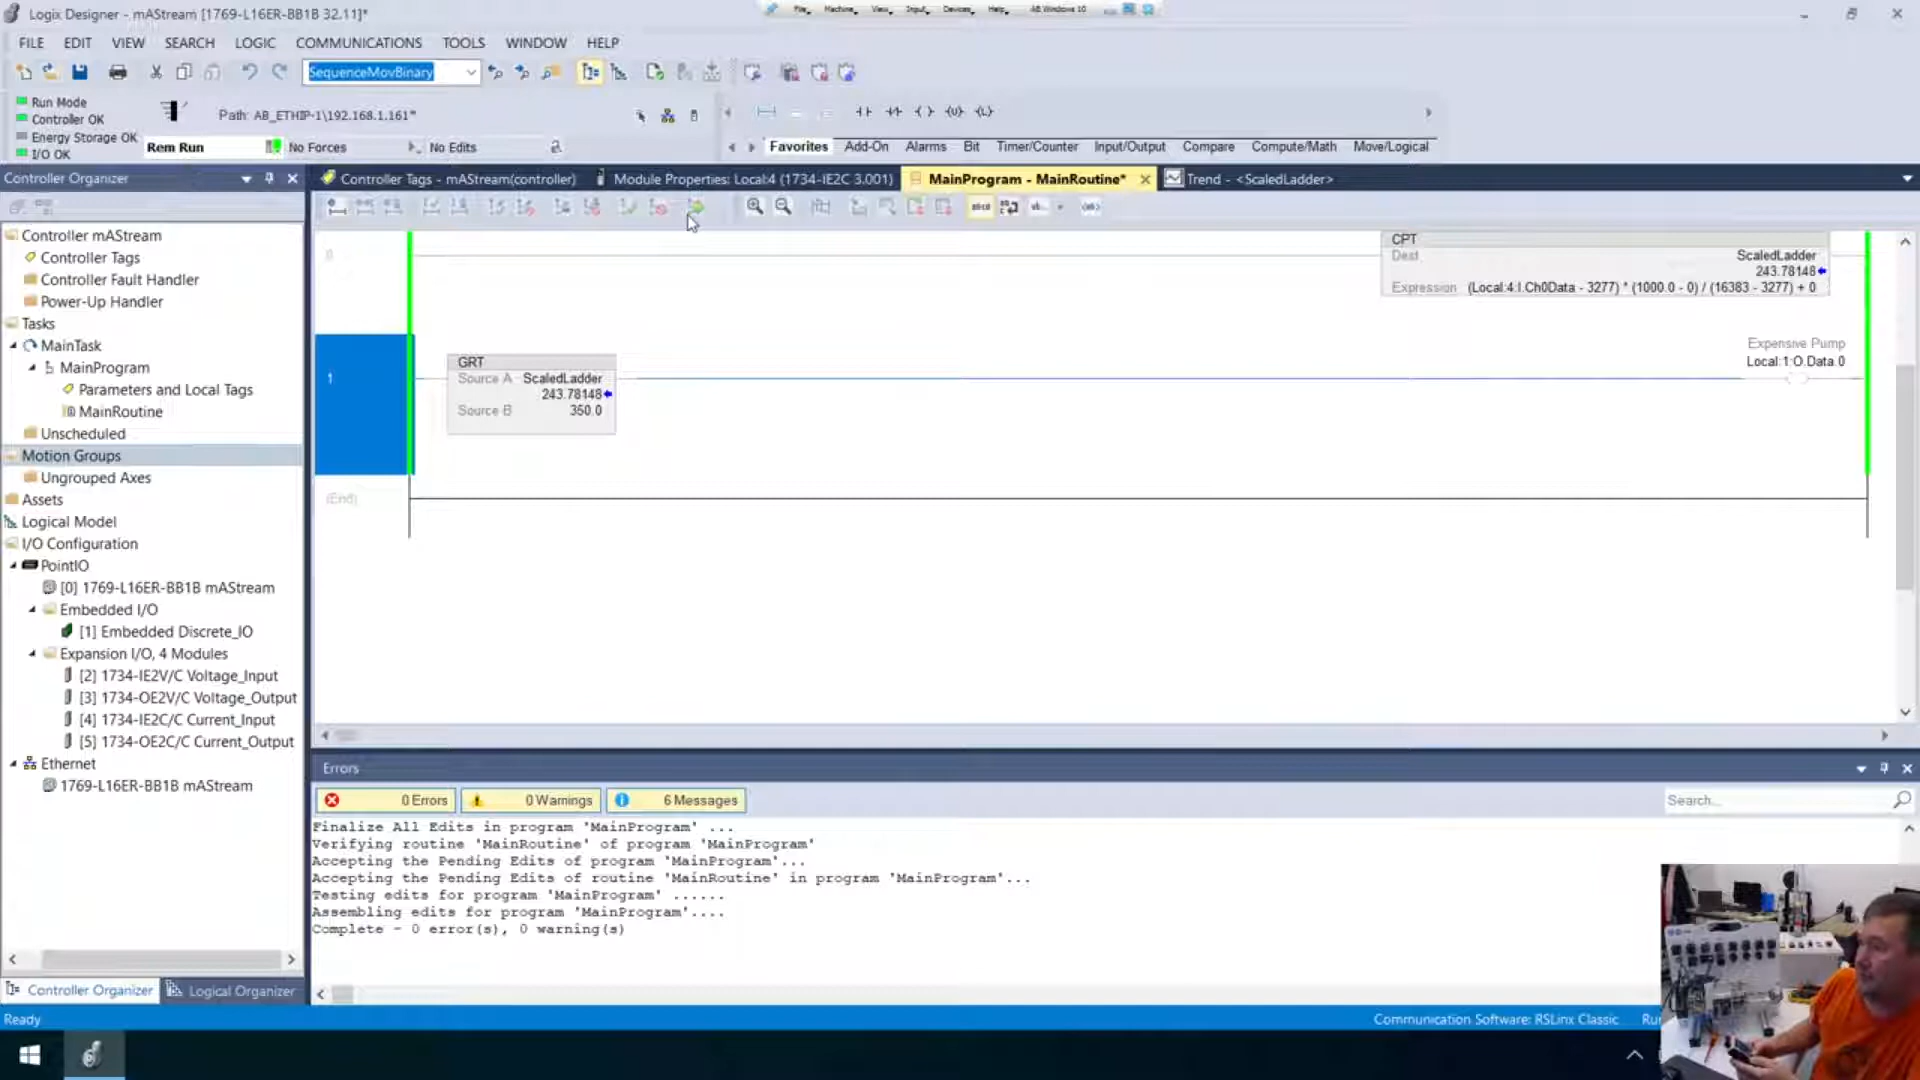 Logix Designer - mAStream [1769-L16ER-BB1B 32.11]*
File Machine View Input Devices Help AB Windows 10
FILE EDIT VIEW SEARCH LOGIC COMMUNICATIONS TOOLS WINDOW HELP
SequenceMovBinary
Run Mode
Controller OK
Energy Storage OK
I/O OK
Path: AB_ETHIP-1\192.168.1.161*
Rem Run No Forces No Edits
Favorites Add-On Alarms Bit Timer/Counter Input/Output Compare Compute/Math Move/Logical
Controller Organizer
Controller Tags - mAStream(controller) Module Properties: Local:4 (1734-IE2C 3.001) MainProgram - MainRoutine* Trend - <ScaledLadder>
Controller mAStream
Controller Tags
Controller Fault Handler
Power-Up Handler
Tasks
MainTask
MainProgram
Parameters and Local Tags
MainRoutine
Unscheduled
Motion Groups
Ungrouped Axes
Assets
Logical Model
I/O Configuration
PointIO
[0] 1769-L16ER-BB1B mAStream
Embedded I/O
[1] Embedded Discrete_IO
Expansion I/O, 4 Modules
[2] 1734-IE2V/C Voltage_Input
[3] 1734-OE2V/C Voltage_Output
[4] 1734-IE2C/C Current_Input
[5] 1734-OE2C/C Current_Output
Ethernet
1769-L16ER-BB1B mAStream
Controller Organizer Logical Organizer
0
CPT
Dest ScaledLadder
243.78148
Expression (Local:4:I.Ch0Data - 3277) * (1000.0 - 0) / (16383 - 3277) + 0
1
GRT
Source A ScaledLadder
243.78148
Source B 350.0
Expensive Pump
Local:1:O.Data.0
(End)
Errors
0 Errors 0 Warnings 6 Messages
Search...
Finalize All Edits in program 'MainProgram' ...
Verifying routine 'MainRoutine' of program 'MainProgram'
Accepting the Pending Edits of program 'MainProgram'...
Accepting the Pending Edits of routine 'MainRoutine' in program 'MainProgram'...
Testing edits for program 'MainProgram' ......
Assembling edits for program 'MainProgram'....
Complete - 0 error(s), 0 warning(s)
Ready
Communication Software: RSLinx Classic